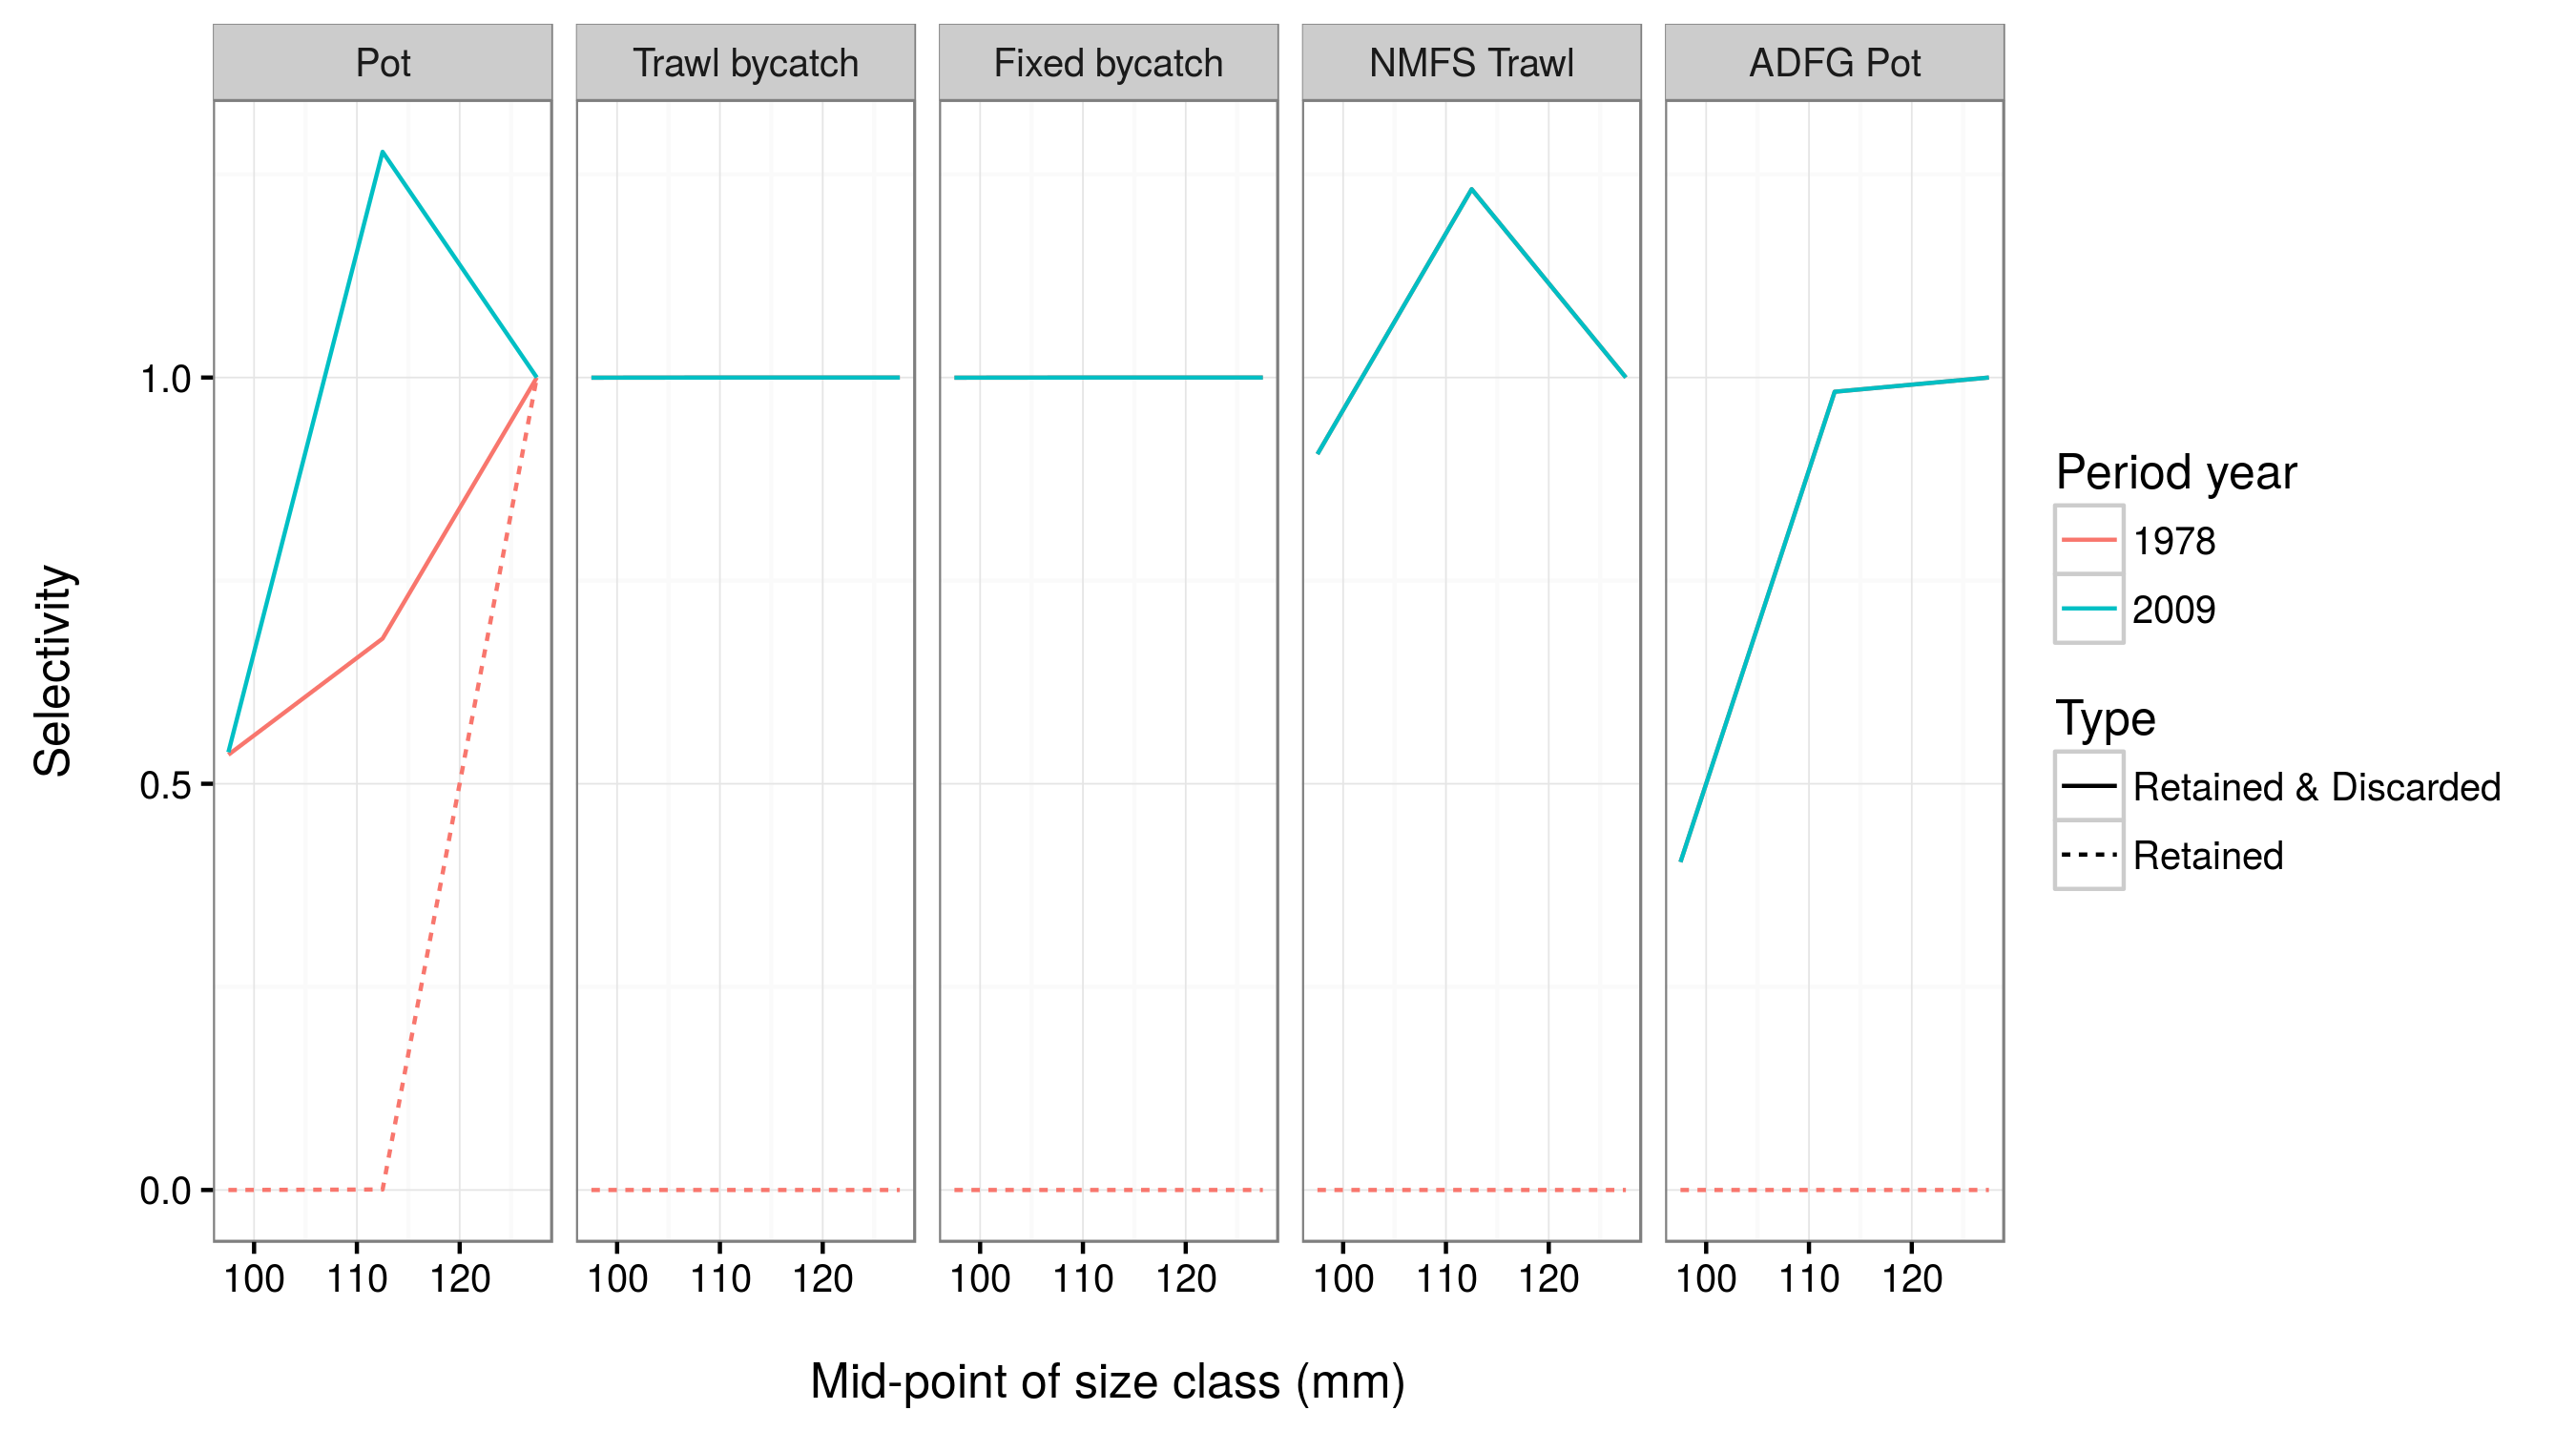 Pot
Trawl bycatch
Fixed bycatch
NMFS Trawl
ADFG Pot
Selectivity
1.0
0.5
0.0
100 110 120
100 110 120
100 110 120
100 110 120
100 110 120
Mid-point of size class (mm)
Period year
1978
2009
Type
Retained & Discarded
Retained